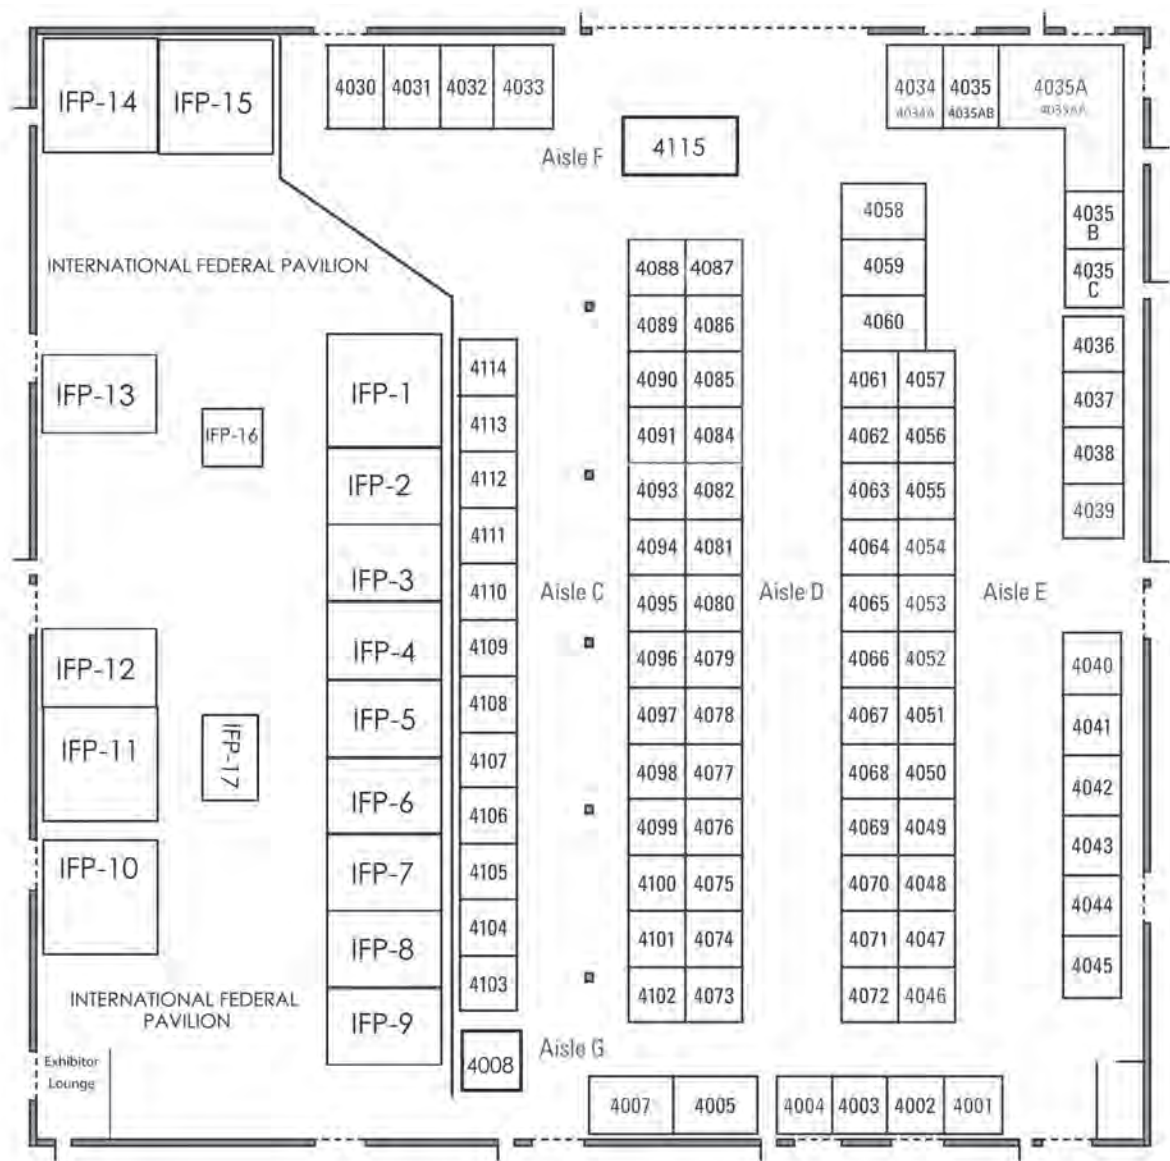 IFP-14 IFP-15 4030 4031 4032 4033 4034 4035 4035A
4034A 4035AB 4035AA
Aisle F 4115
4058 4035
B
INTERNATIONAL FEDERAL PAVILION 4088 4087 4059 4035
C
4089 4086 4060
4036
IFP-13 IFP-1 4114 4090 4085 4061 4057
4037
IFP-16 4113 4091 4084 4062 4056
4038
IFP-2 4112 4093 4082 4063 4055
4039
4111 4094 4081 4064 4054
IFP-3 4110 Aisle C 4095 4080 Aisle D 4065 4053 Aisle E
IFP-12 IFP-4 4109 4096 4079 4066 4052 4040
4108 4097 4078 4067 4051
IFP-11 IFP-17 IFP-5 4041
4107 4098 4077 4068 4050 4042
IFP-6 4106 4099 4076 4069 4049
4043
IFP-10 IFP-7 4105 4100 4075 4070 4048
4044
IFP-8 4104 4101 4074 4071 4047
4045
4103 4102 4073 4072 4046
INTERNATIONAL FEDERAL
PAVILION
IFP-9
Aisle G
Exhibitor
Lounge
4008
4007 4005 4004 4003 4002 4001